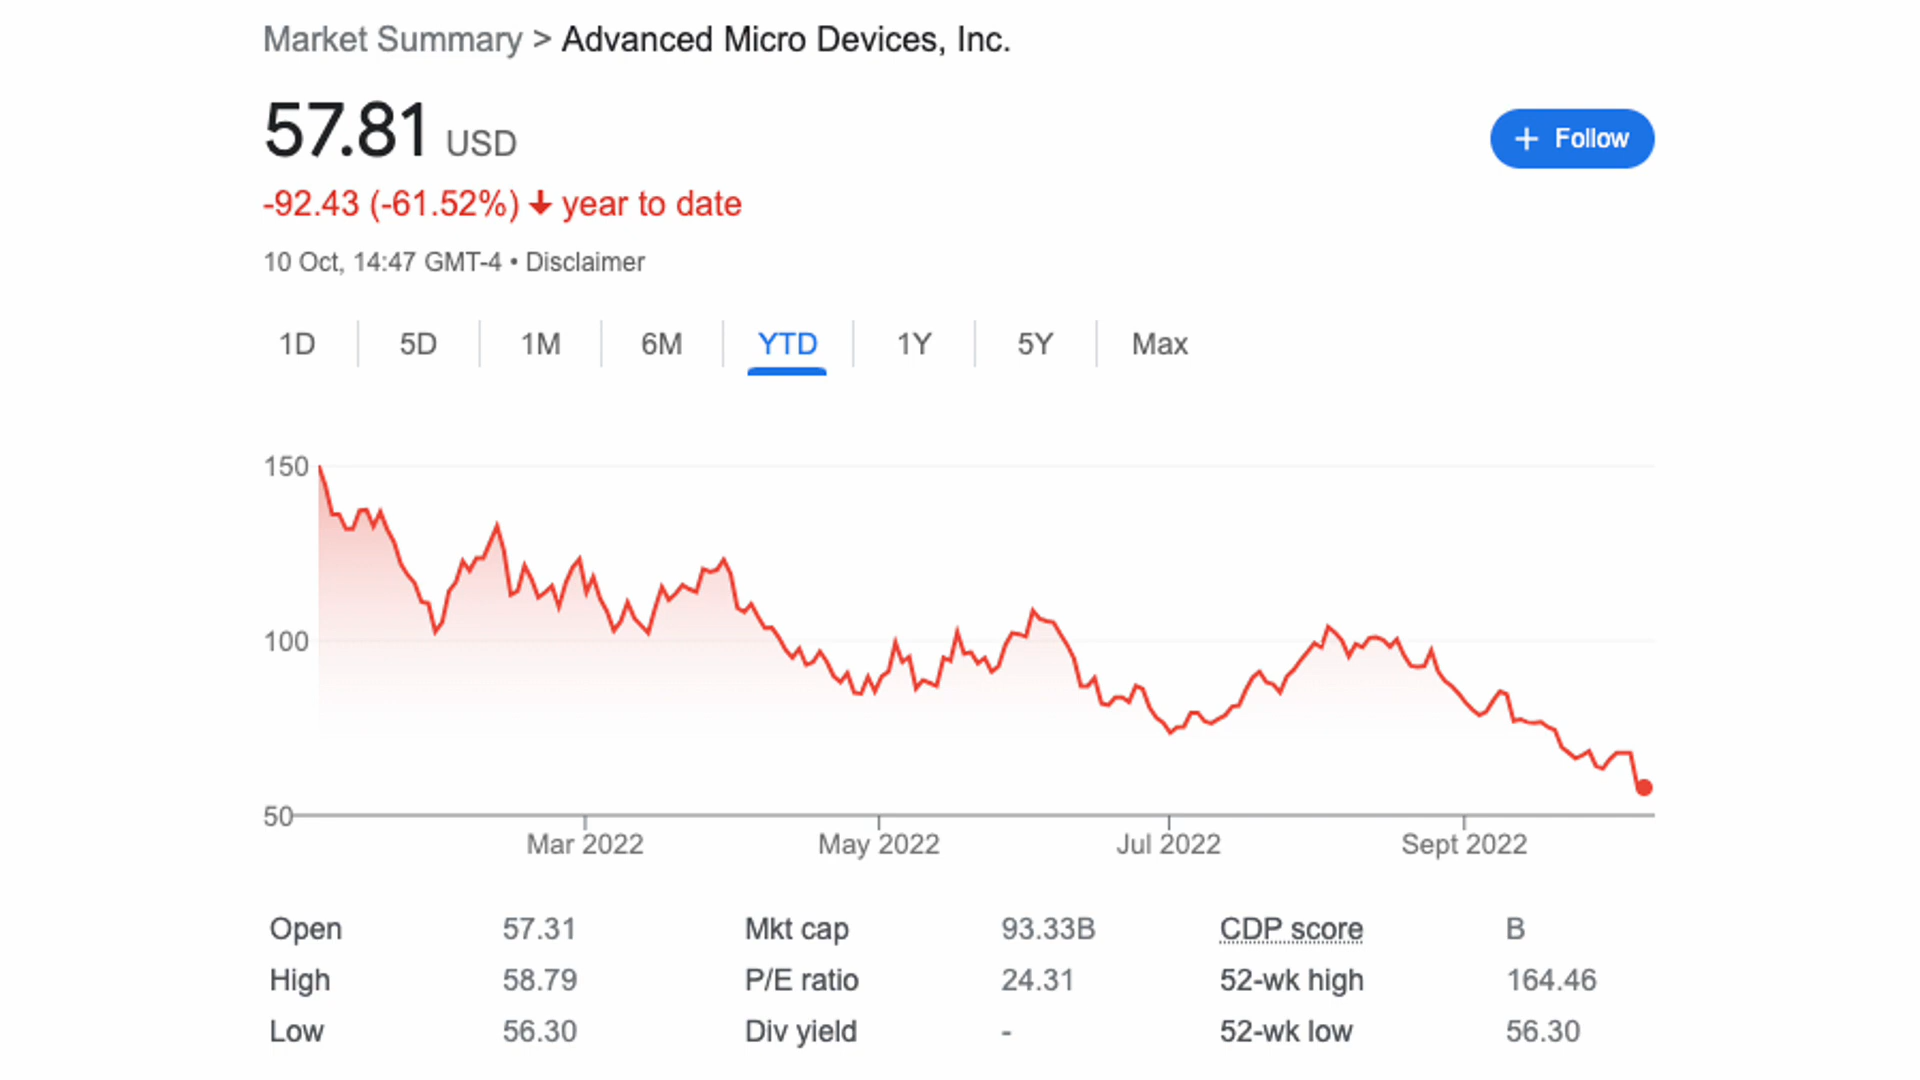 Market Summary > Advanced Micro Devices, Inc.
57.81 USD
+ Follow
-92.43 (-61.52%) ↓ year to date
10 Oct, 14:47 GMT-4 • Disclaimer
1D 5D 1M 6M YTD 1Y 5Y Max
150
100
50
Mar 2022 May 2022 Jul 2022 Sept 2022
Open 57.31 Mkt cap 93.33B CDP score B
High 58.79 P/E ratio 24.31 52-wk high 164.46
Low 56.30 Div yield - 52-wk low 56.30